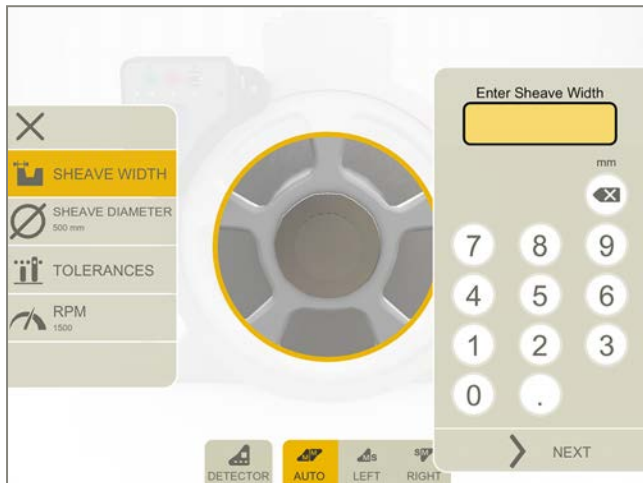 SHEAVE WIDTH
SHEAVE DIAMETER
500 mm
TOLERANCES
RPM
1500
Enter Sheave Width
mm
7 8 9
4 5 6
1 2 3
0 .
NEXT
DETECTOR
AUTO
LEFT
RIGHT